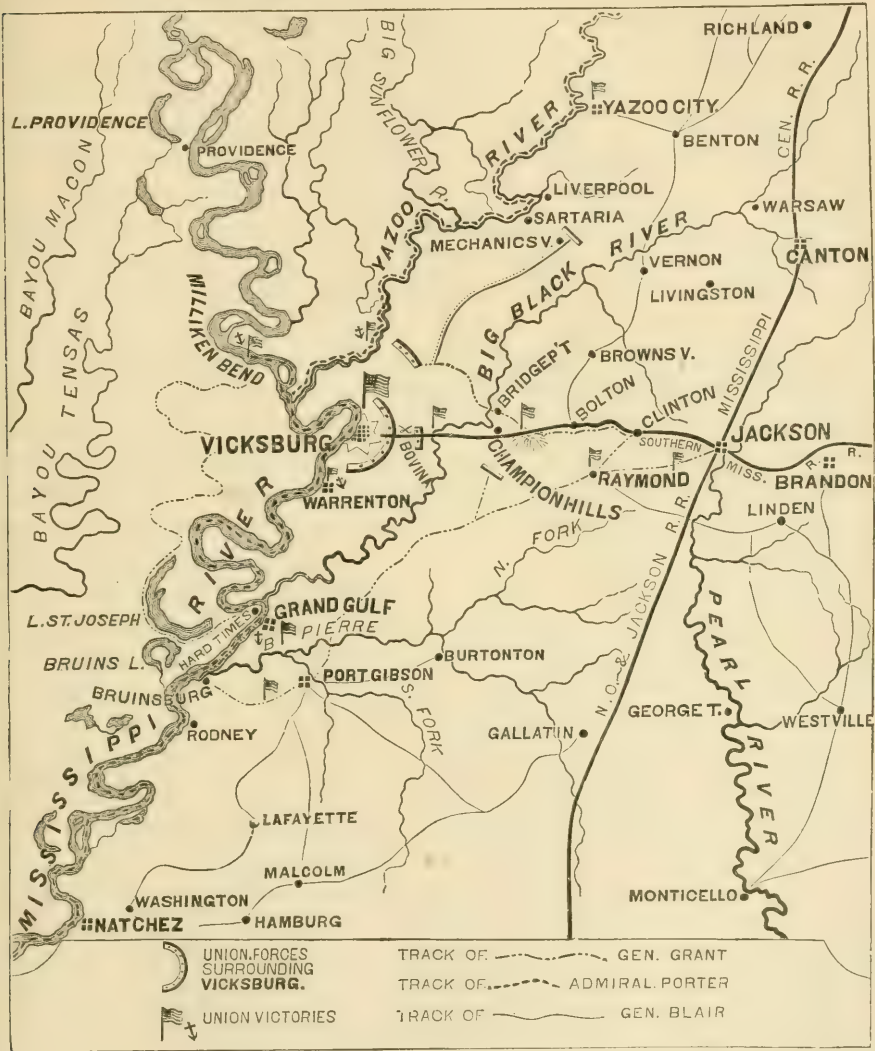 RICHLAND
CEN. R. R.
BIG SUNFLOWER R.
L. PROVIDENCE
PROVIDENCE
YAZOO CITY.
BENTON
BAYOU MACON
YAZOO RIVER
LIVERPOOL
SARTARIA
MECHANICSV.
WARSAW
CANTON
VERNON
LIVINGSTON
BIG BLACK RIVER
MILLIKEN BEND
BAYOU TENSAS
BROWNS V.
BRIDGEP'T
BOLTON
CLINTON
MISSISSIPPI
VICKSBURG
7
X
BOVINA
SOUTHERN
JACKSON
MISS. R. R.
CHAMPIONHILLS
RAYMOND
BRANDON
WARRENTON
LINDEN
N. FORK
L. ST. JOSEPH
HARD TIMES
GRAND GULF
B. PIERRE
BRUINS L.
BRUINSBURG
PORT GIBSON
BURTONTON
S. FORK
N. O. & JACKSON R. R.
PEARL RIVER
GEORGE T.
WESTVILLE
RODNEY
GALLATIN
MISSISSIPPI RIVER
LAFAYETTE
MALCOLM
WASHINGTON
MONTICELLO
NATCHEZ
HAMBURG
UNION. FORCES
SURROUNDING
VICKSBURG.
UNION VICTORIES
TRACK OF GEN. GRANT
TRACK OF ADMIRAL. PORTER
TRACK OF GEN. BLAIR